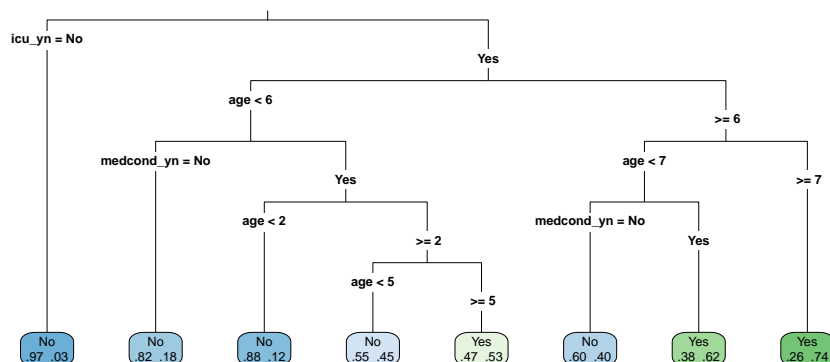 icu_yn = No
Yes
age < 6
>= 6
medcond_yn = No
Yes
age < 7
>= 7
age < 2
>= 2
medcond_yn = No
Yes
age < 5
>= 5
No
.97 .03
No
.82 .18
No
.88 .12
No
.55 .45
Yes
.47 .53
No
.60 .40
Yes
.38 .62
Yes
.26 .74